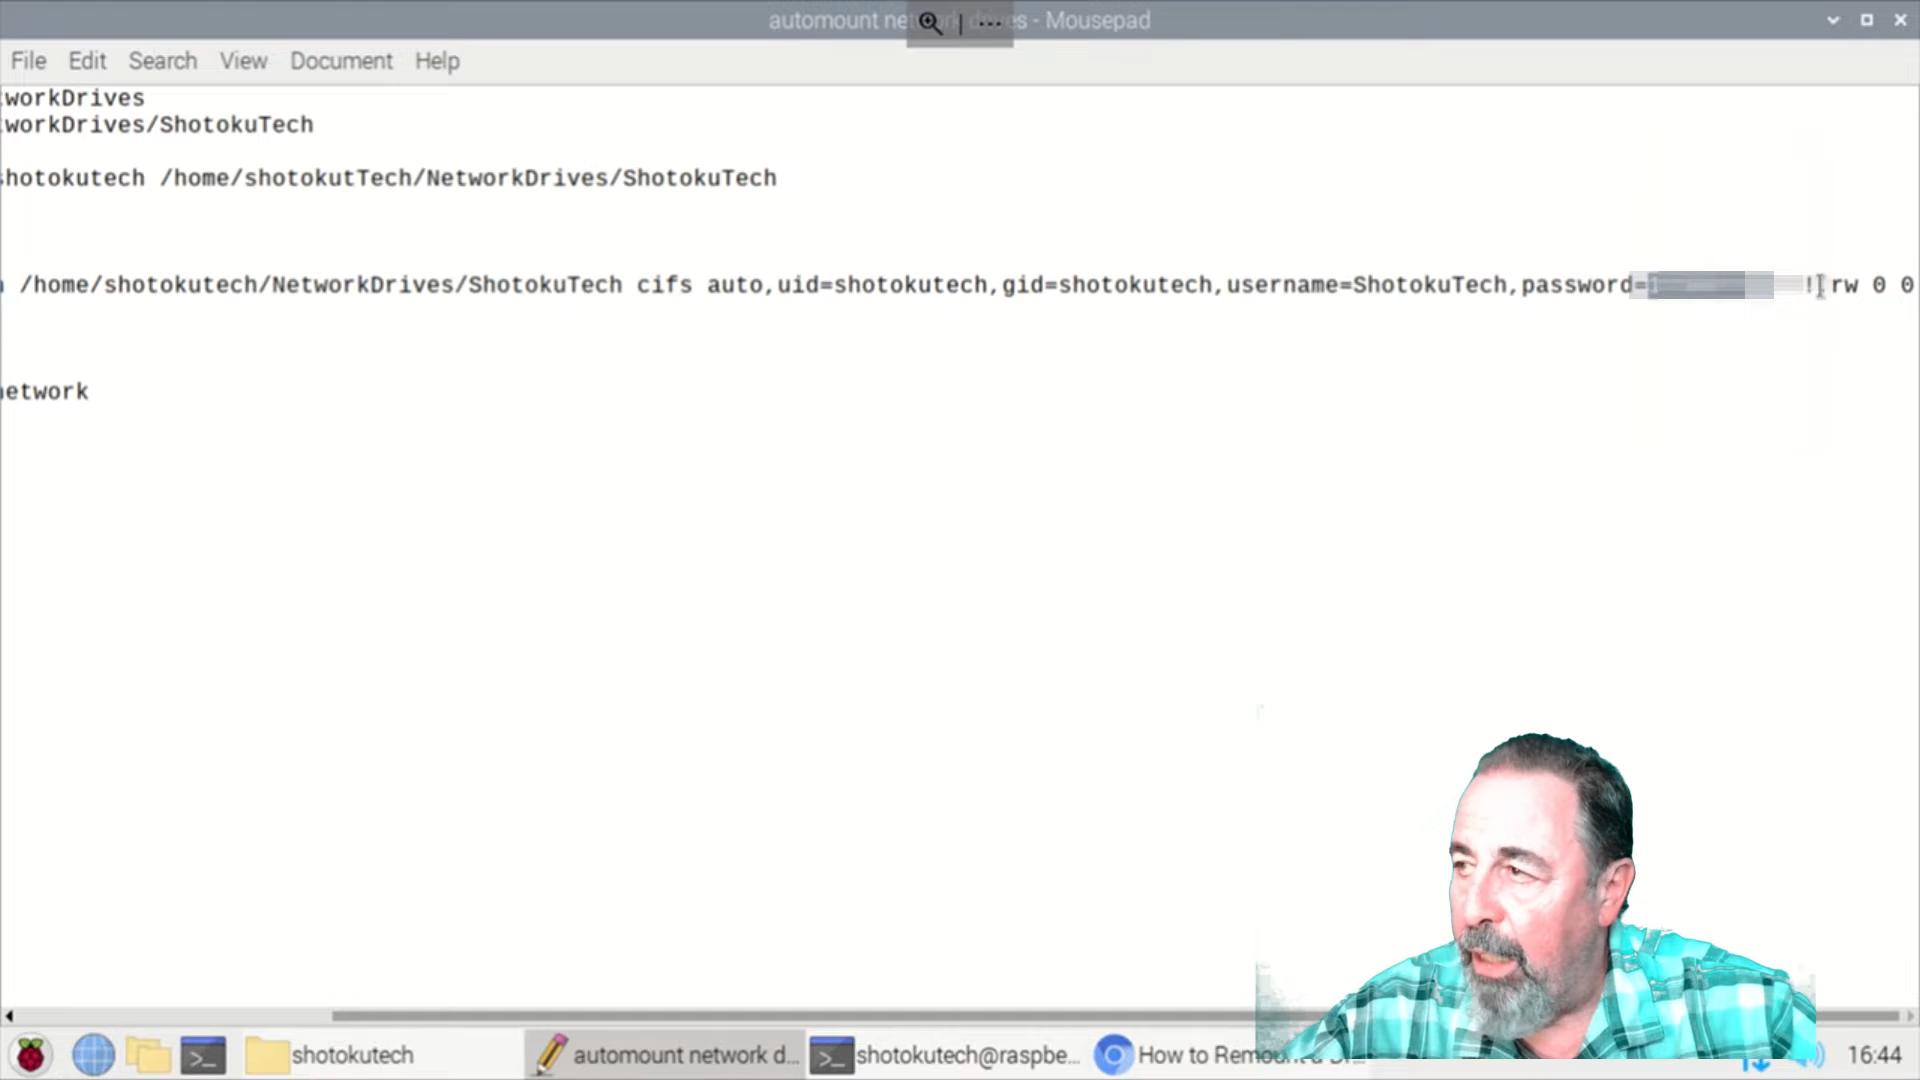 automount ne   s - Mousepad
File Edit Search View Document Help
workDrives
workDrives/ShotokuTech
hotokutech /home/shotokutTech/NetworkDrives/ShotokuTech
/home/shotokutech/NetworkDrives/ShotokuTech cifs auto,uid=shotokutech,gid=shotokutech,username=ShotokuTech,password= ! rw 0 0
etwork
shotokutech
automount network d...
shotokutech@raspbe...
How to Remount
16:44